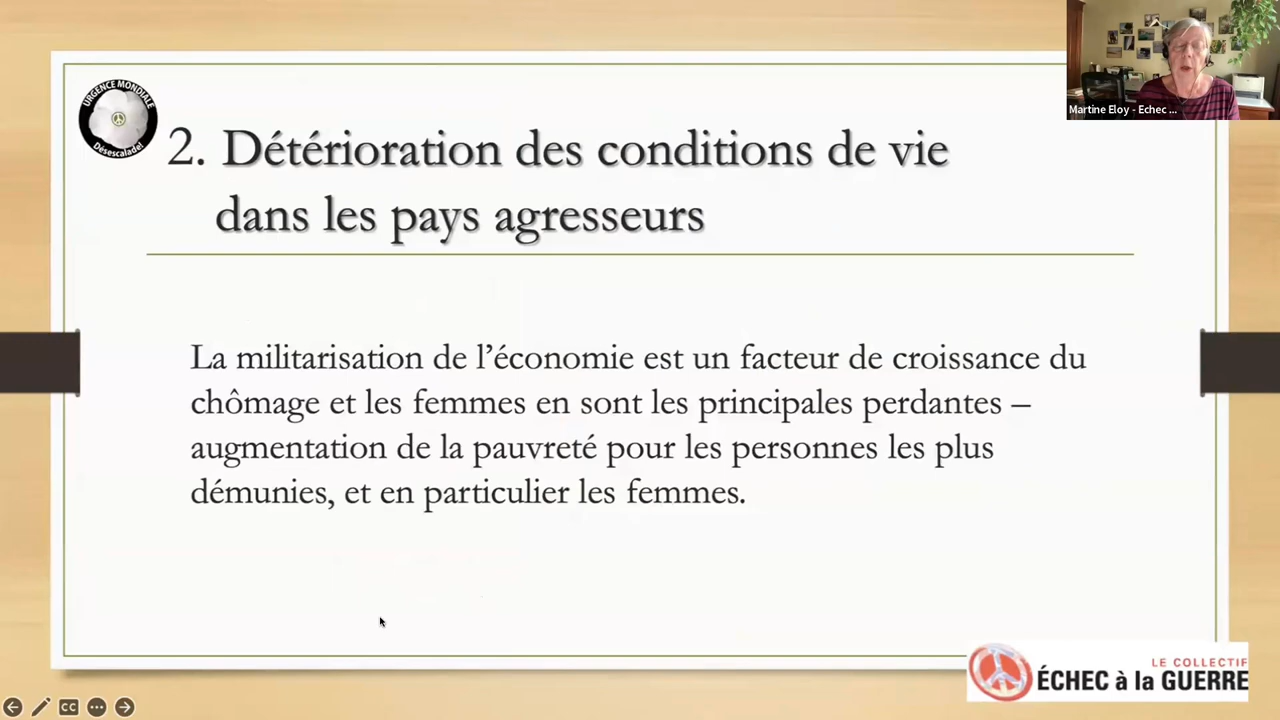 URGENCE MONDIALE
Désescalade!
2. Détérioration des conditions de vie
dans les pays agresseurs
Martine Eloy - Echec ...
La militarisation de l’économie est un facteur de croissance du
chômage et les femmes en sont les principales perdantes –
augmentation de la pauvreté pour les personnes les plus
démunies, et en particulier les femmes.
LE COLLECTIF
ÉCHEC à la GUERRE
CC